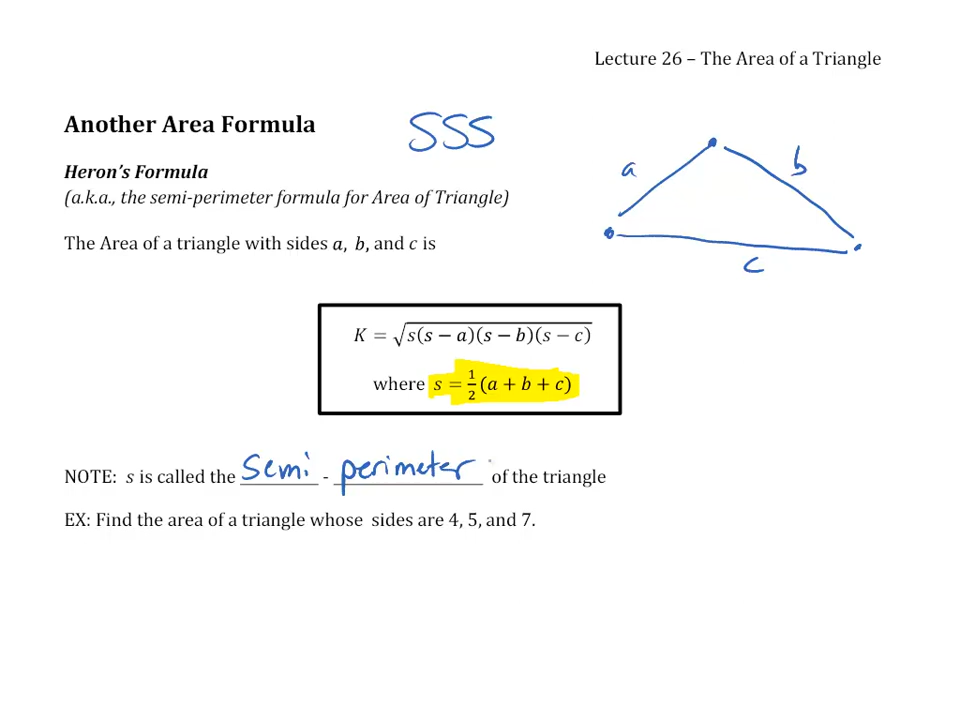 Lecture 26 – The Area of a Triangle
Another Area Formula SSS
Heron's Formula
(a.k.a., the semi-perimeter formula for Area of Triangle)
a
b
The Area of a triangle with sides a, b, and c is
c
K = √s(s − a)(s − b)(s − c)
where s = 1/2 (a + b + c)
NOTE: s is called the semi - perimeter of the triangle
EX: Find the area of a triangle whose sides are 4, 5, and 7.